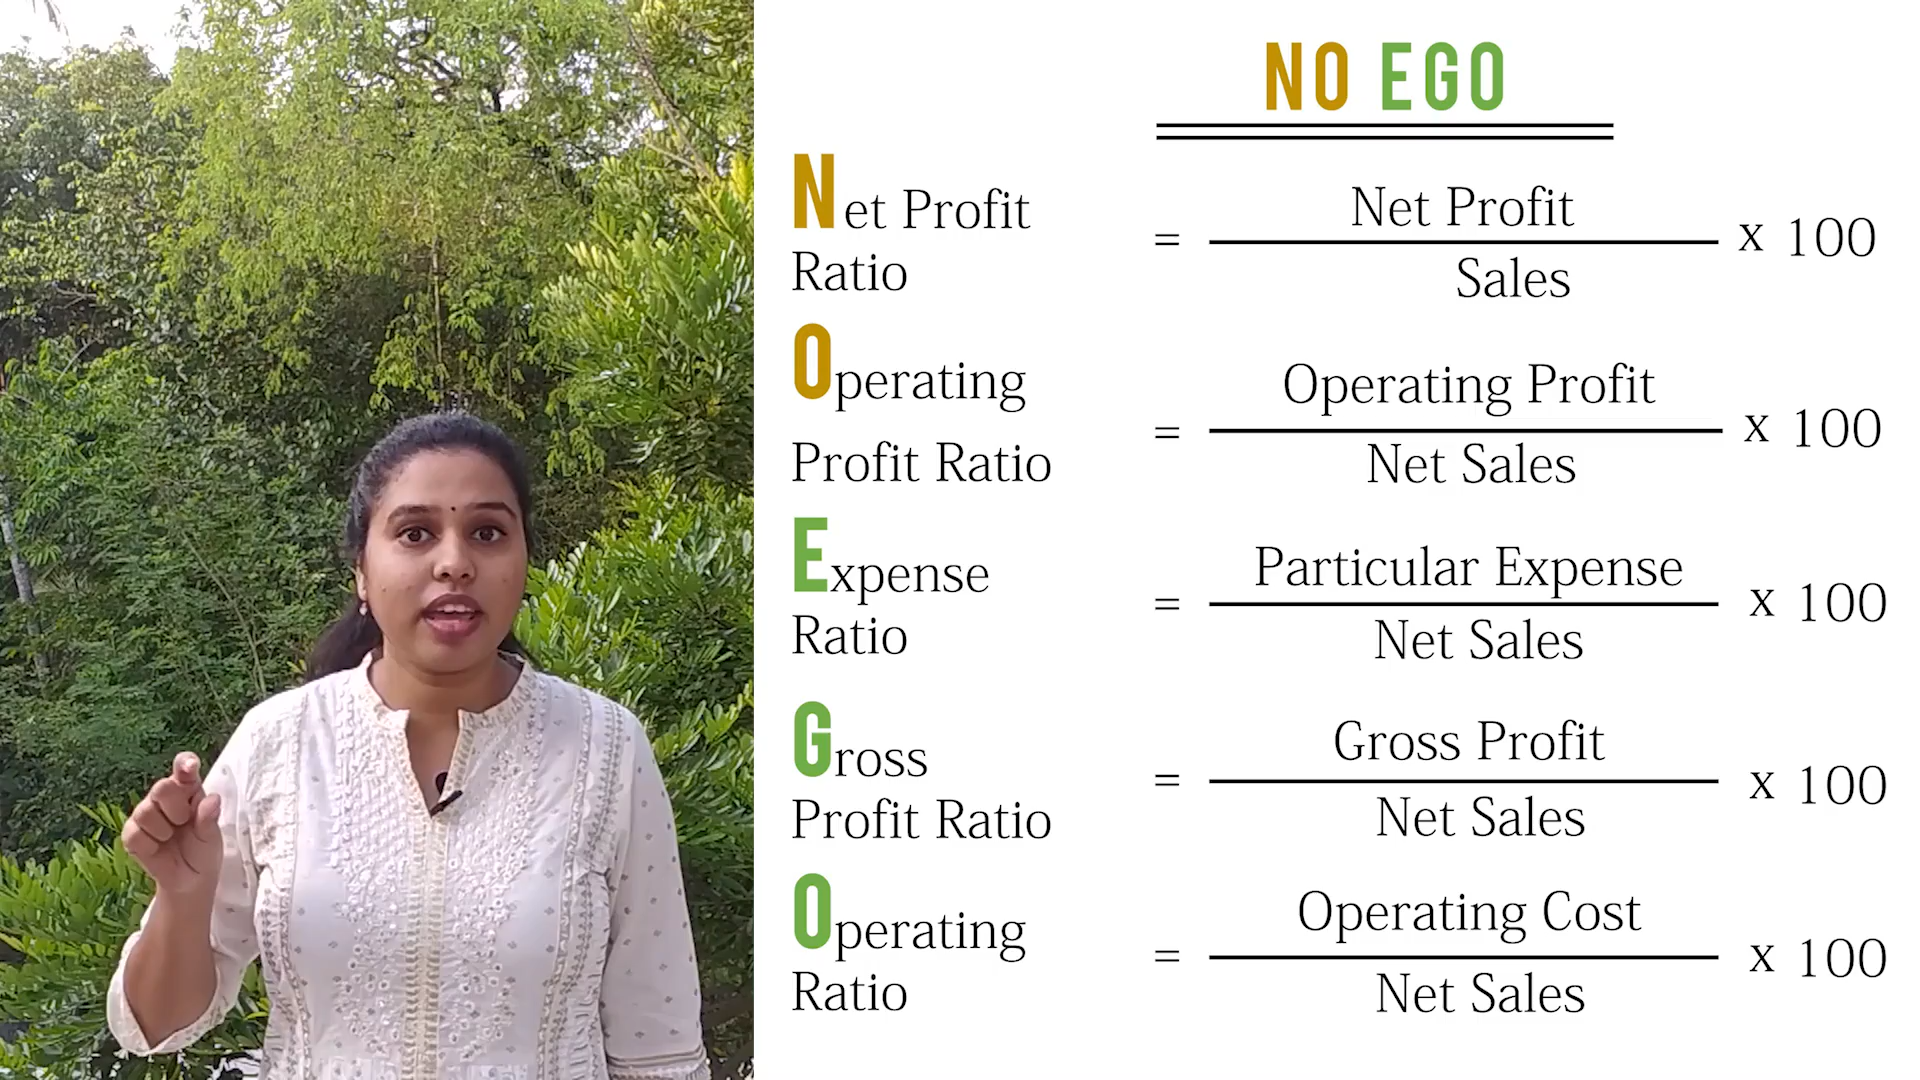 NO EGO
Net Profit
Ratio
= Net Profit x 100
Sales
Operating
Profit Ratio
= Operating Profit x 100
Net Sales
Expense
Ratio
= Particular Expense x 100
Net Sales
Gross
Profit Ratio
= Gross Profit x 100
Net Sales
Operating
Ratio
= Operating Cost x 100
Net Sales